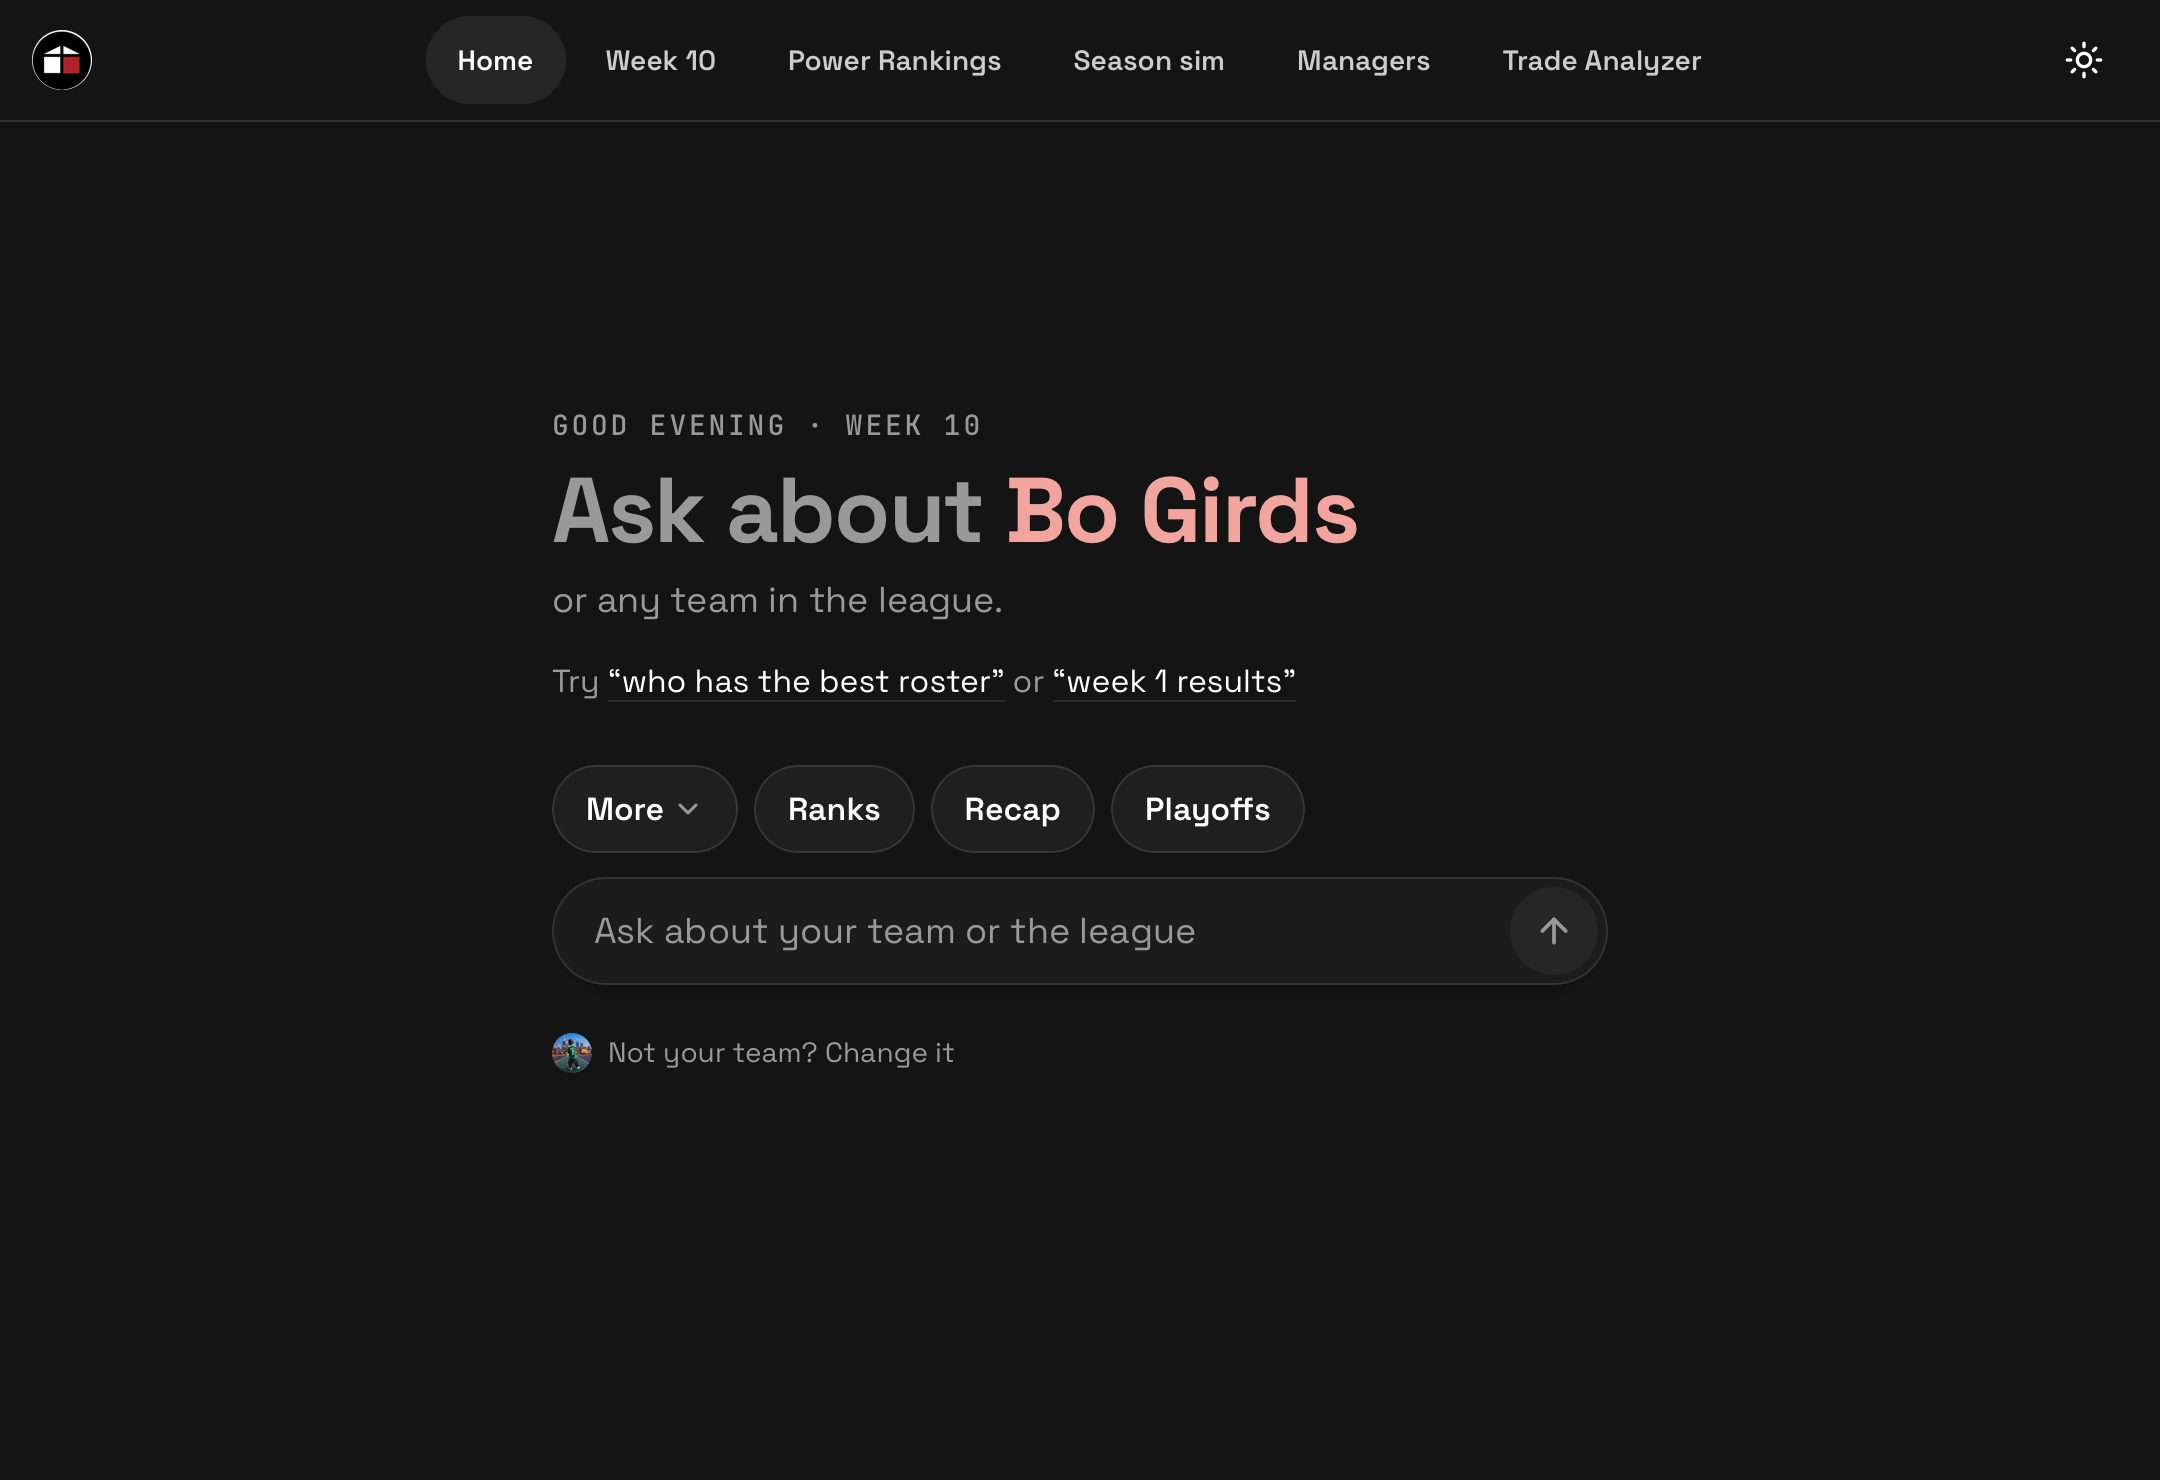 Home Week 10 Power Rankings Season sim Managers Trade Analyzer
GOOD EVENING · WEEK 10
Ask about Bo Girds
or any team in the league.
Try “who has the best roster” or “week 1 results”
More Ranks Recap Playoffs
Ask about your team or the league
Not your team? Change it